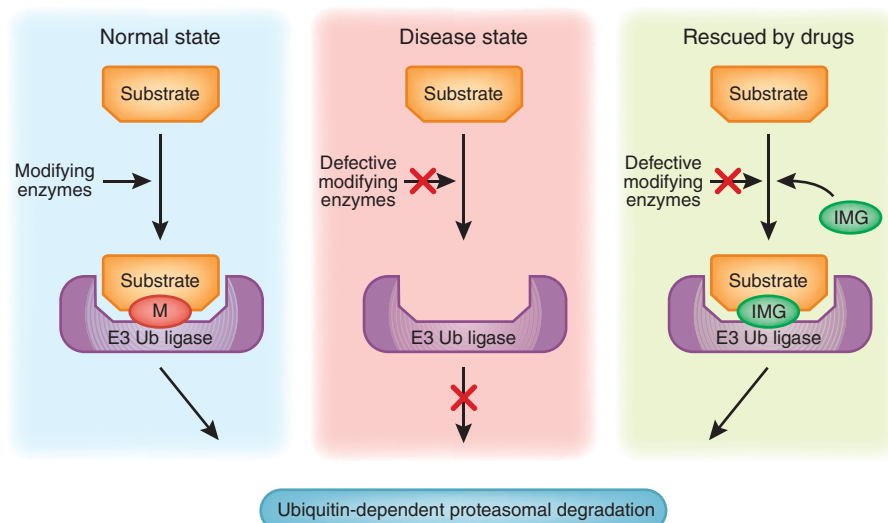 Normal state
Substrate
Modifying
enzymes
Substrate
M
E3 Ub ligase
Disease state
Substrate
Defective
modifying
enzymes
E3 Ub ligase
Rescued by drugs
Substrate
Defective
modifying
enzymes
IMG
Substrate
IMG
E3 Ub ligase
Ubiquitin-dependent proteasomal degradation